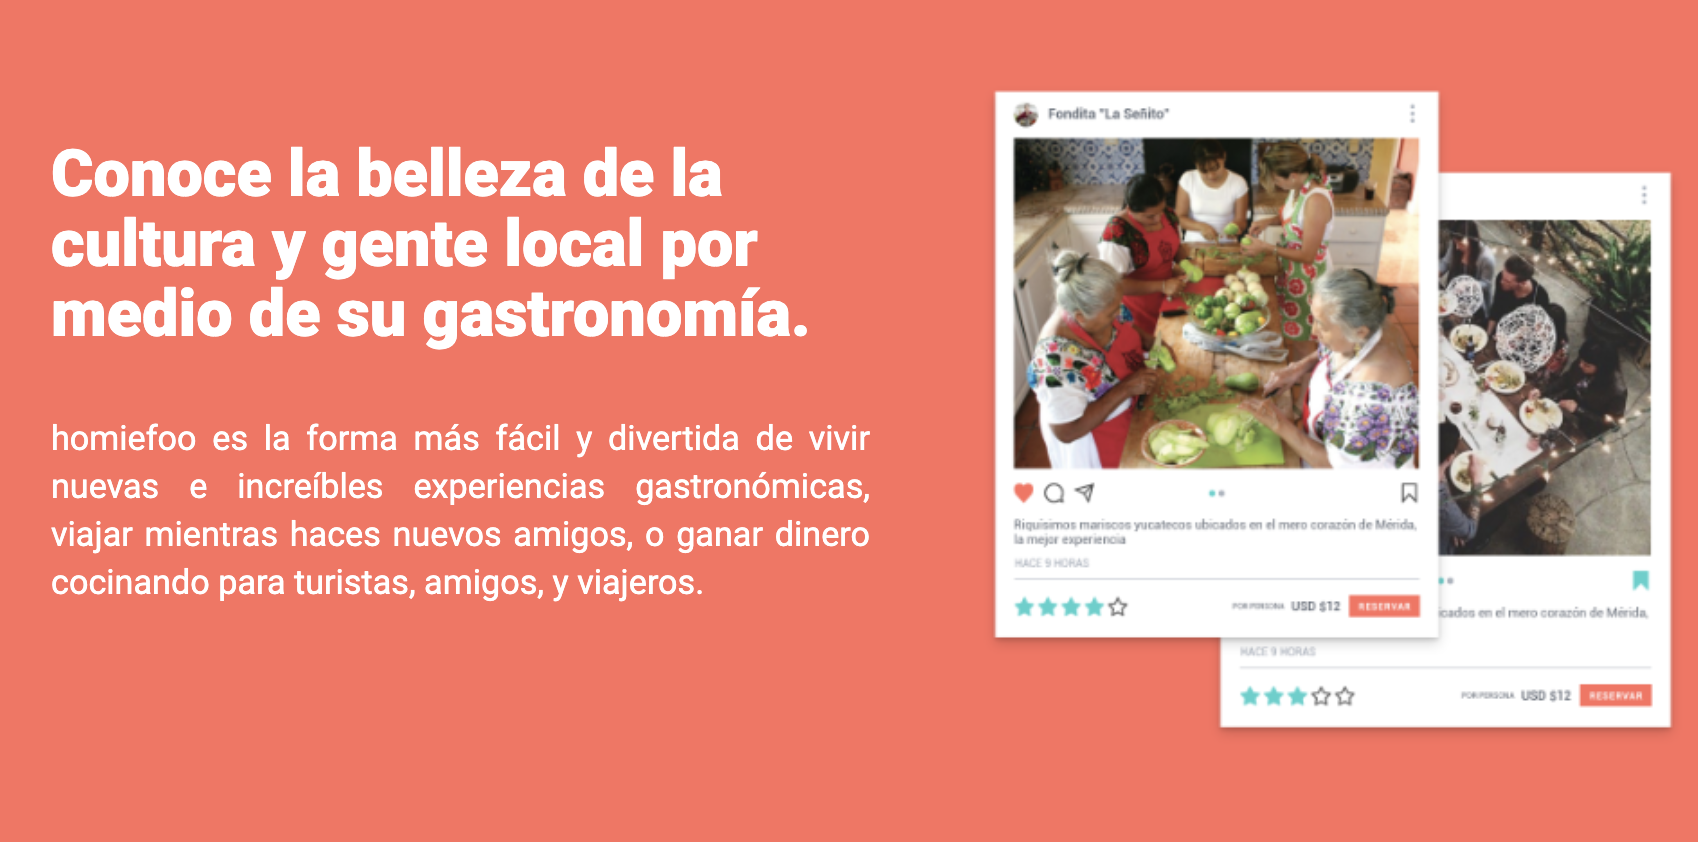 Conoce la belleza de la
cultura y gente local por
medio de su gastronomía.
homiefoo es la forma más fácil y divertida de vivir
nuevas e increíbles experiencias gastronómicas,
viajar mientras haces nuevos amigos, o ganar dinero
cocinando para turistas, amigos, y viajeros.
Fondita "La Señito"
Riquisimos mariscos yucatecos ubicados en el mero corazón de Mérida,
la mejor experiencia
HACE 9 HORAS
POR PERSONA USD $12 RESERVAR
icados en el mero corazón de Mérida,
HACE 9 HORAS
POR PERSONA USD $12 RESERVAR